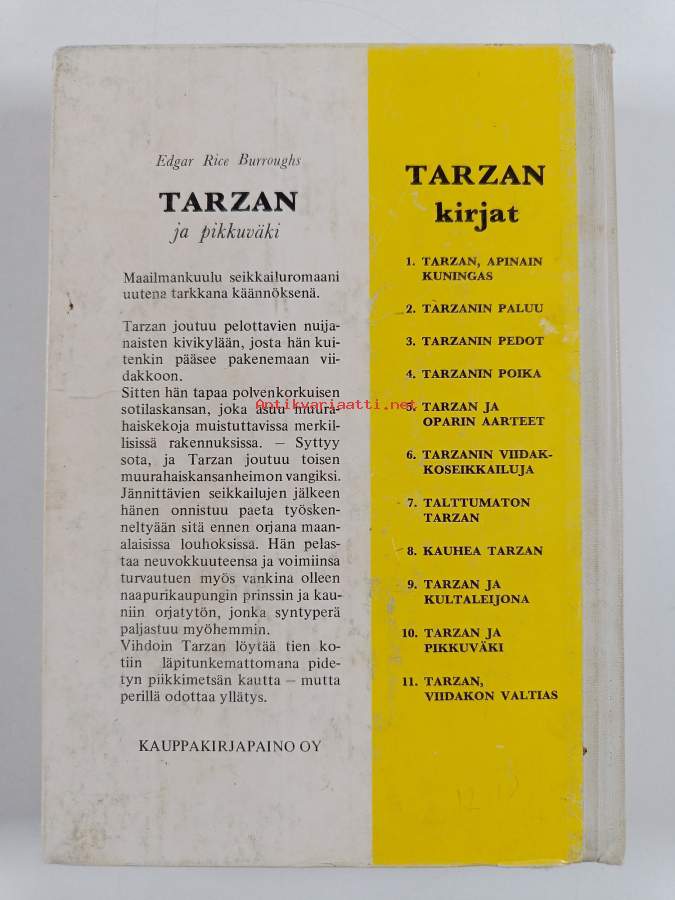 Edgar Rice Burroughs
TARZAN
ja pikkuväki
Maailmankuulu seikkailuromaani
uutena tarkkana käännöksenä.
Tarzan joutuu pelottavien nuija-
naisten kivikylään, josta hän kui-
tenkin pääsee pakenemaan vii-
dakkoon.
Sitten hän tapaa polvenkorkuisen
sotilaskansan, joka asuu muura-
haiskekoja muistuttavissa merkil-
lisissä rakennuksissa. — Syttyy
sota, ja Tarzan joutuu toisen
muurahaiskansanheimon vangiksi.
Jännittävien seikkailujen jälkeen
hänen onnistuu paeta työsken-
neltyään sitä ennen orjana maan-
alaisissa louhoksissa. Hän pelas-
taa neuvokkuuteensa ja voimiinsa
turvautuen myös vankina olleen
naapurikaupungin prinssin ja kau-
niin orjatytön, jonka syntyperä
paljastuu myöhemmin.
Vihdoin Tarzan löytää tien ko-
tiin läpitunkemattomana pide-
tyn piikkimetsän kautta — mutta
perillä odottaa yllätys.
KAUPPAKIRJAPAINO OY
TARZAN
kirjat
1. TARZAN, APINAIN
KUNINGAS
2. TARZANIN PALUU
3. TARZANIN PEDOT
4. TARZANIN POIKA
5. TARZAN JA
OPARIN AARTEET
6. TARZANIN VIIDAK-
KOSEIKKAILUJA
7. TALTTUMATON
TARZAN
8. KAUHEA TARZAN
9. TARZAN JA
KULTALEIJONA
10. TARZAN JA
PIKKUVÄKI
11. TARZAN,
VIIDAKON VALTIAS
Antikvariaatti.net